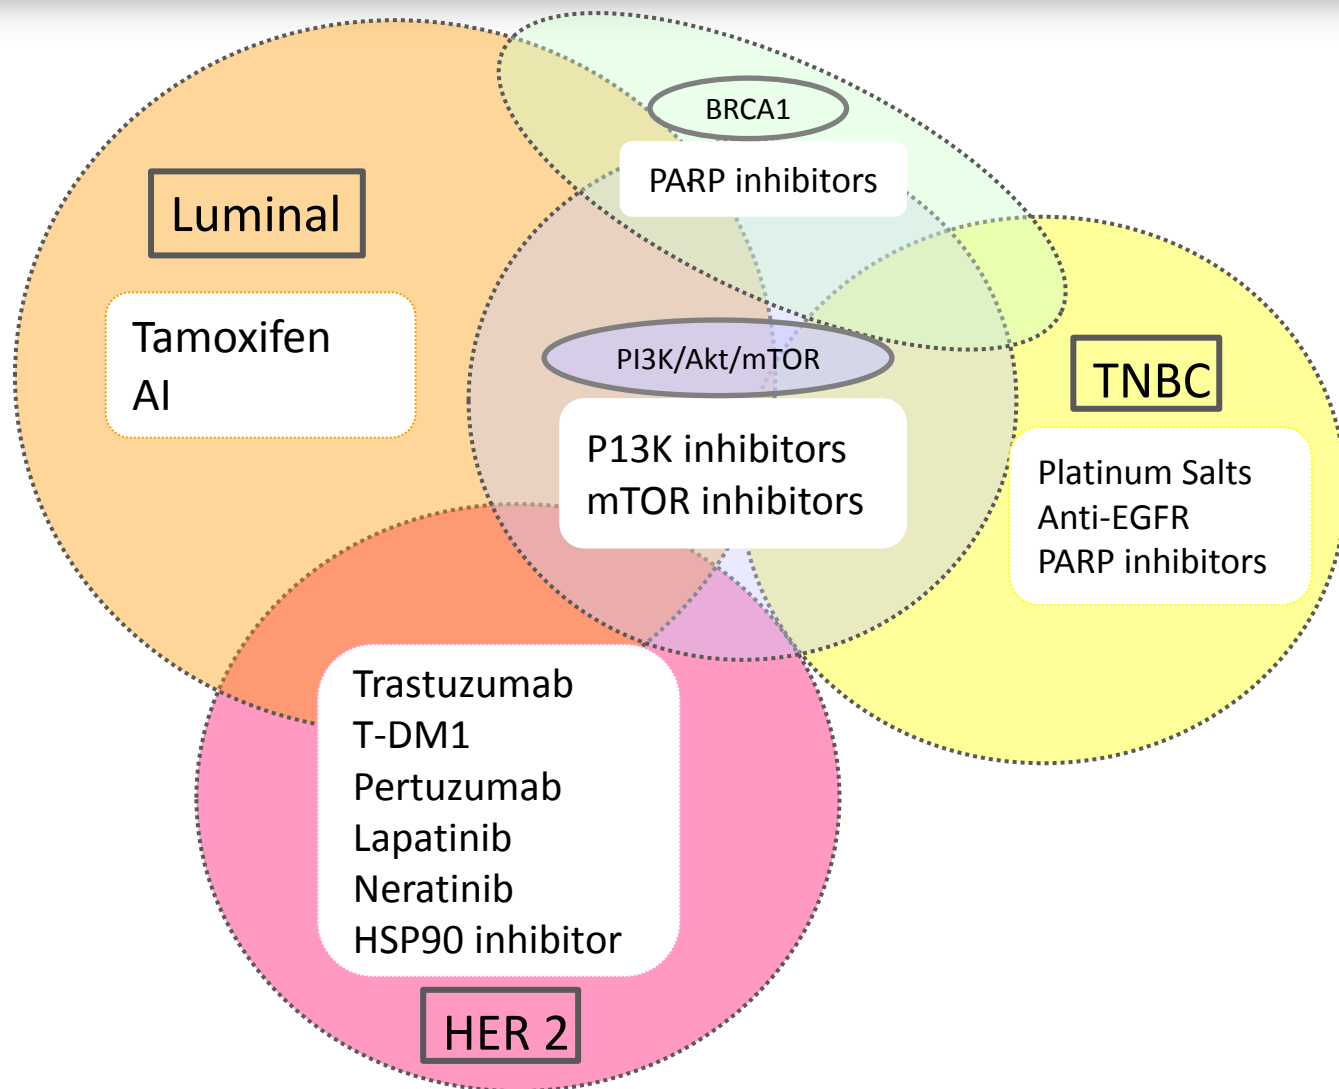 BRCA1
PARP inhibitors
Luminal
Tamoxifen
AI
PI3K/Akt/mTOR
P13K inhibitors
mTOR inhibitors
TNBC
Platinum Salts
Anti-EGFR
PARP inhibitors
Trastuzumab
T-DM1
Pertuzumab
Lapatinib
Neratinib
HSP90 inhibitor
HER 2